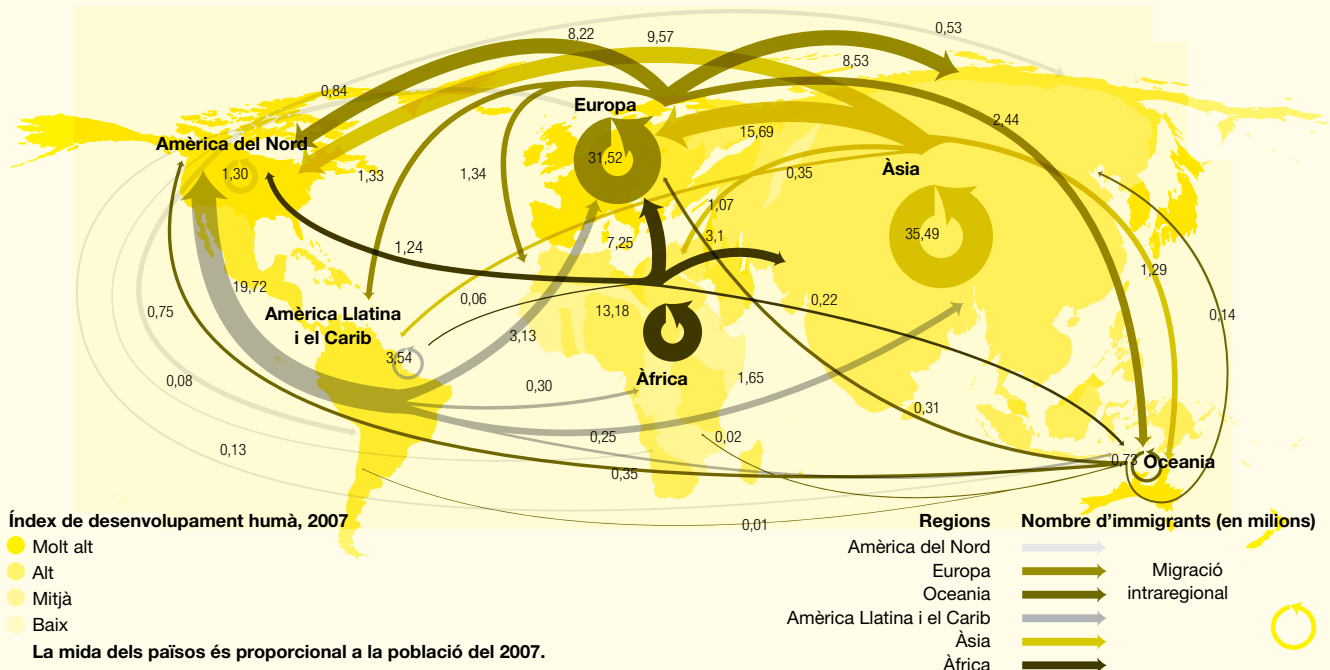 0,53
8,22
9,57
8,53
0,84
Europa
2,44
15,69
Amèrica del Nord
31,52
Àsia
1,30
1,33
1,34
0,35
1,07
35,49
7,25
3,1
1,24
1,29
19,72
0,06
0,22
0,75
Amèrica Llatina
i el Carib
13,18
0,14
3,13
3,54
Àfrica
0,08
0,30
1,65
0,31
0,13
0,25
0,02
0,35
0,73
Oceania
0,01
Índex de desenvolupament humà, 2007
Molt alt
Alt
Mitjà
Baix
La mida dels països és proporcional a la població del 2007.
Regions
Nombre d’immigrants (en milions)
Amèrica del Nord
Europa
Oceania
Amèrica Llatina i el Carib
Àsia
Àfrica
Migració
intraregional